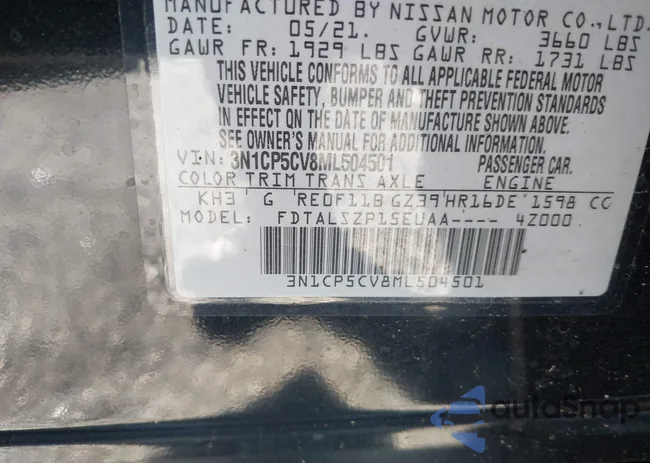 MANUFACTURED BY NISSAN MOTOR CO., LTD.
DATE: 05/21. GVWR: 3660 LBS
GAWR FR: 1929 LBS GAWR RR: 1731 LBS
THIS VEHICLE CONFORMS TO ALL APPLICABLE FEDERAL MOTOR
VEHICLE SAFETY, BUMPER AND THEFT PREVENTION STANDARDS
IN EFFECT ON THE DATE OF MANUFACTURE SHOWN ABOVE.
SEE OWNER'S MANUAL FOR ADDITIONAL INFORMATION.
VIN: 3N1CP5CV8ML504501 PASSENGER CAR.
COLOR TRIM TRANS AXLE ENGINE
KH3 G RE0F11B GZ39 HR16DE 1598 CC
MODEL: FDTALSZP15EUAA---- 4Z000
3N1CP5CV8ML504501
autoSnap